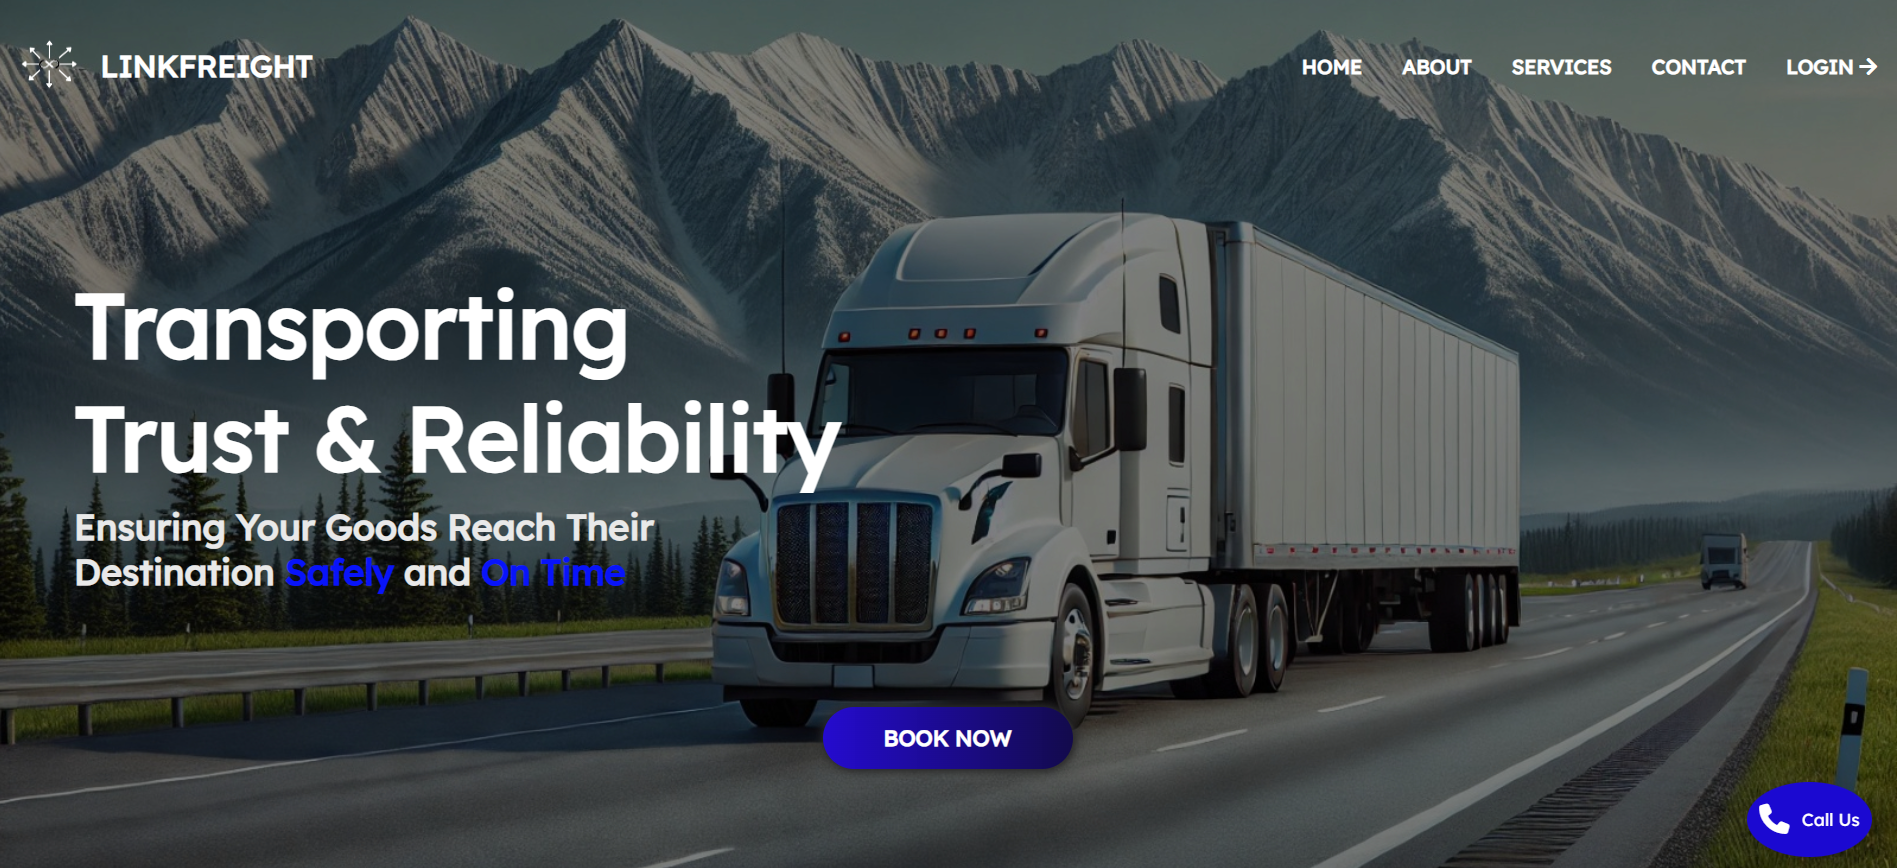 LINKFREIGHT
HOME ABOUT SERVICES CONTACT LOGIN →
Transporting
Trust & Reliability
Ensuring Your Goods Reach Their
Destination Safely and On Time
BOOK NOW
Call Us